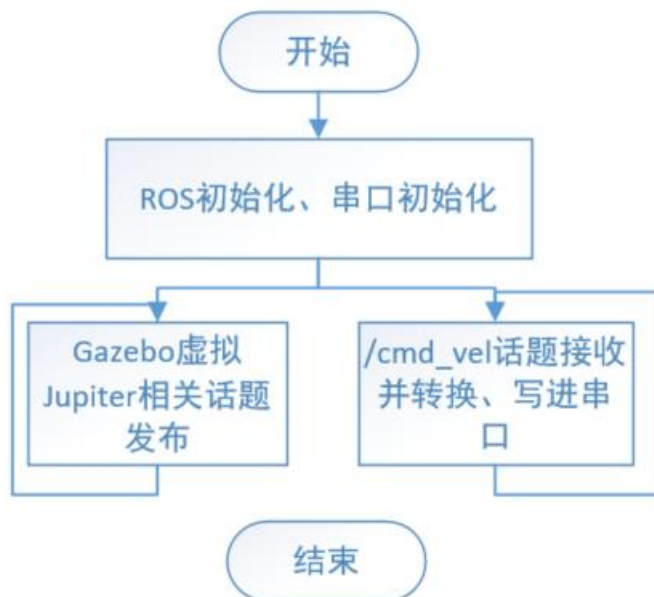 开始
ROS初始化、串口初始化
Gazebo虚拟
Jupiter相关话题
发布
/cmd_vel话题接收
并转换、写进串
口
结束